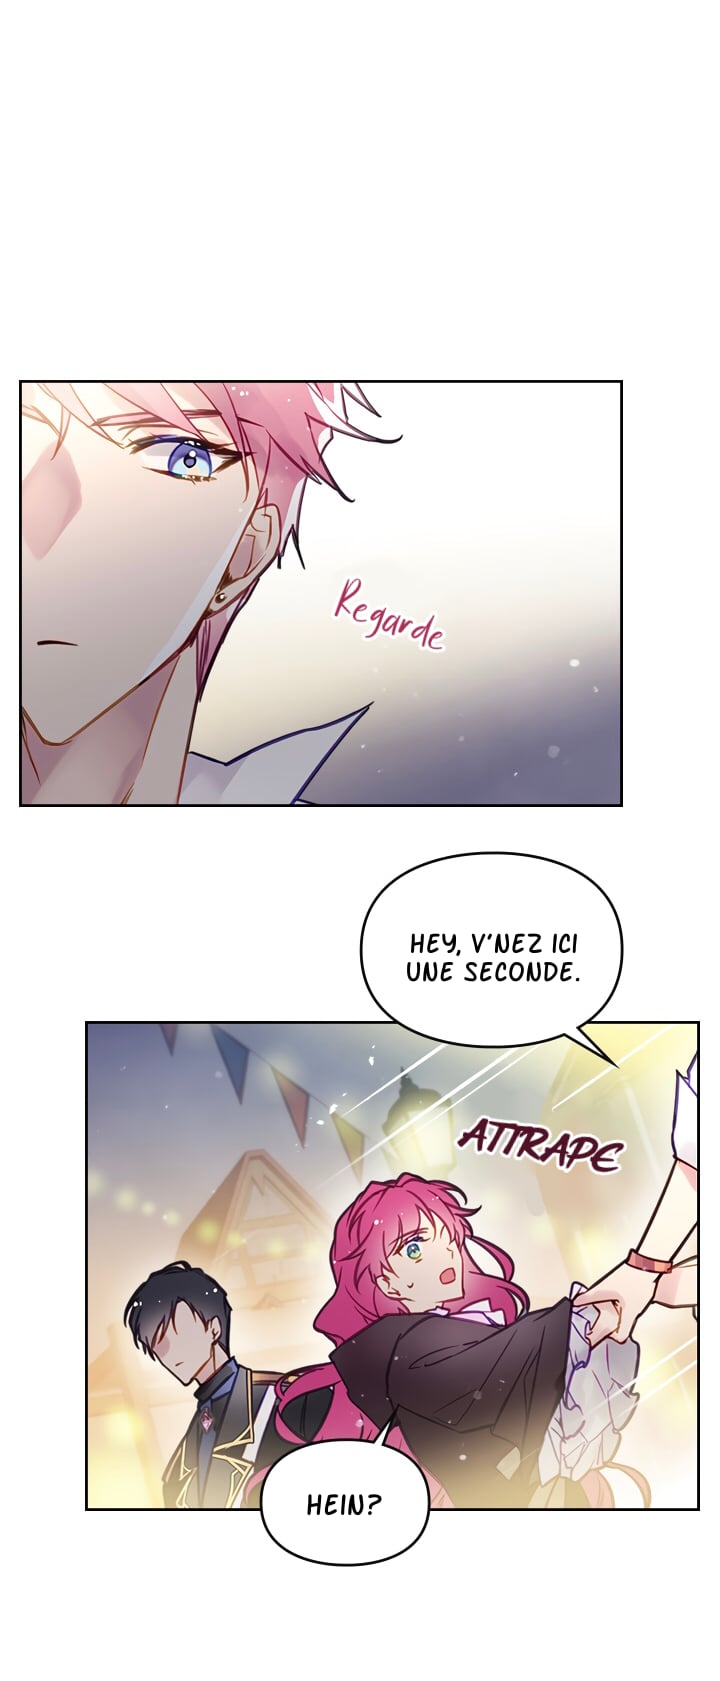 Regarde
HEY, V'NEZ ICI
UNE SECONDE.
ATTRAPE
HEIN?